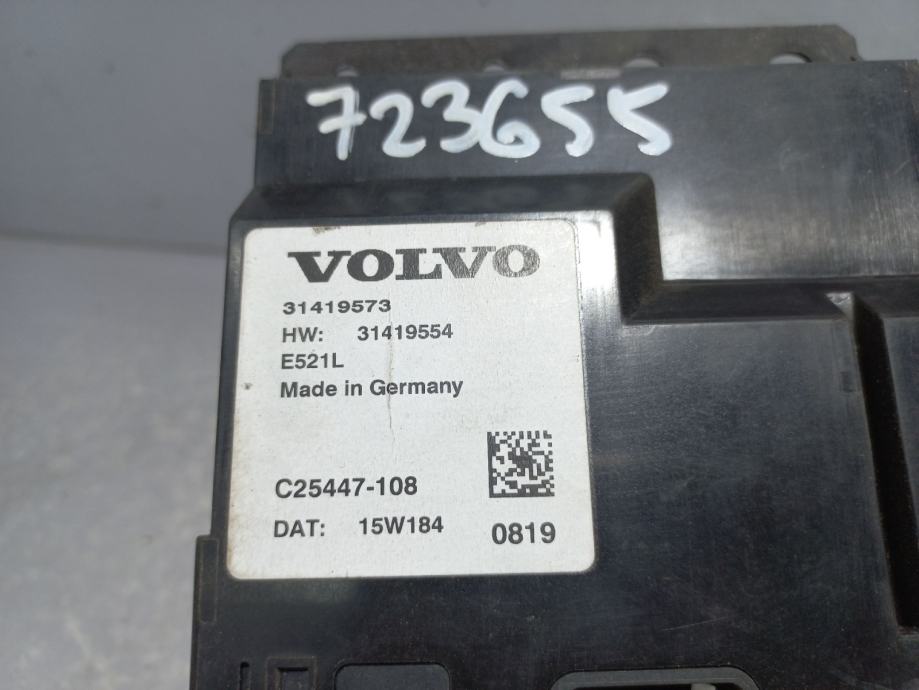 723655
VOLVO
31419573
HW: 31419554
E521L
Made in Germany
C25447-108
DAT: 15W184
0819